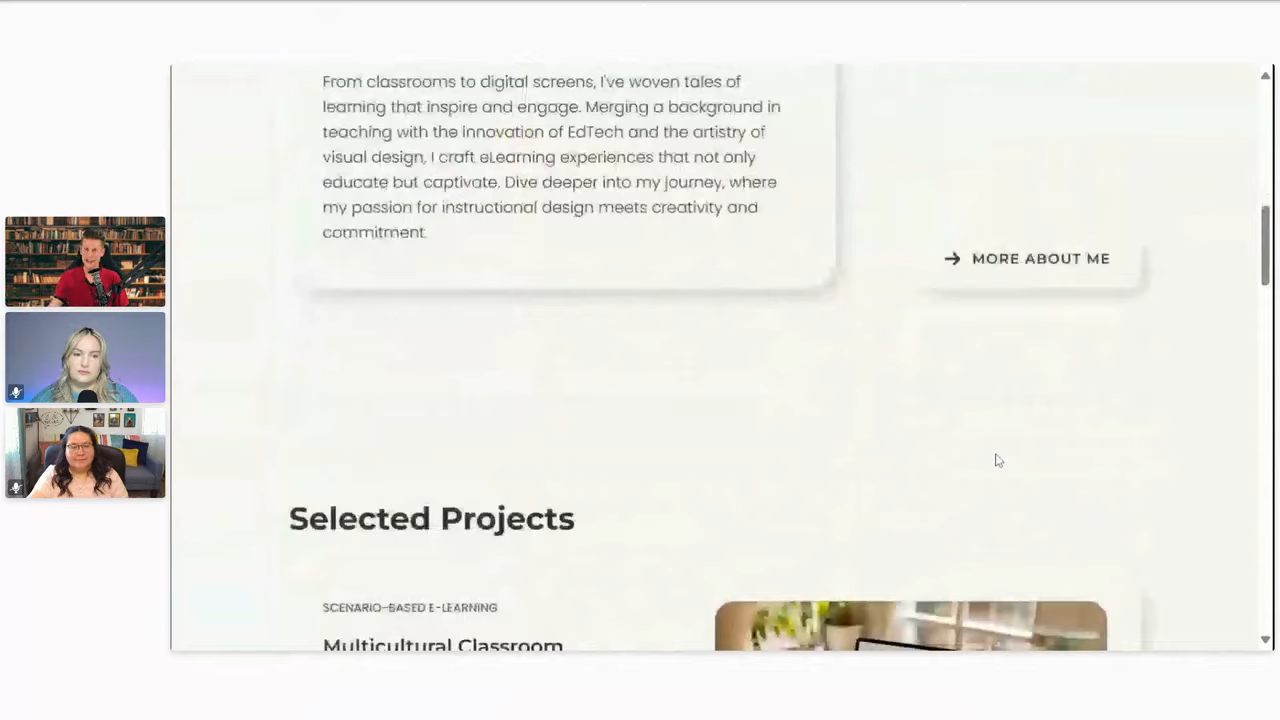 From classrooms to digital screens, I've woven tales of
learning that inspire and engage. Merging a background in
teaching with the innovation of EdTech and the artistry of
visual design, I craft eLearning experiences that not only
educate but captivate. Dive deeper into my journey, where
my passion for instructional design meets creativity and
commitment.
→ MORE ABOUT ME
Selected Projects
SCENARIO-BASED E-LEARNING
Multicultural Classroom